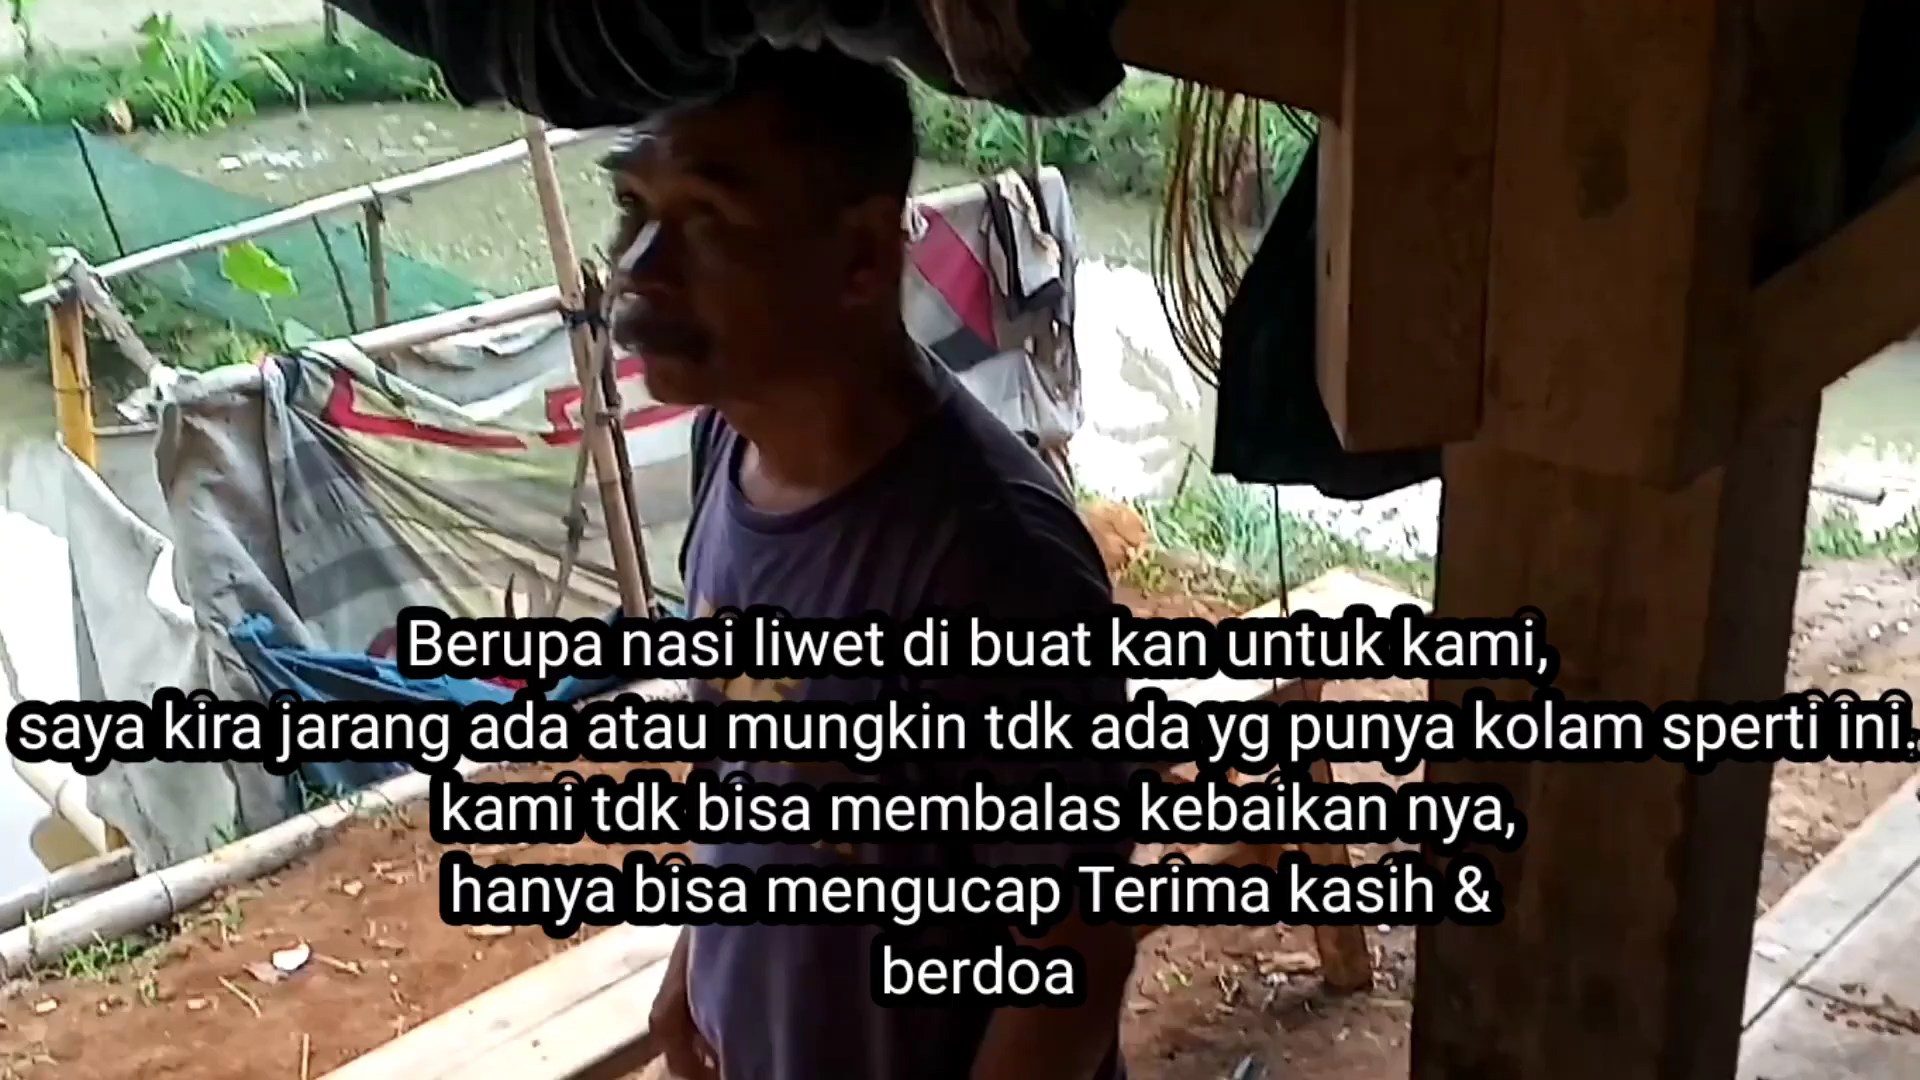 Berupa nasi liwet di buat kan untuk kami,
saya kira jarang ada atau mungkin tdk ada yg punya kolam sperti ini.
kami tdk bisa membalas kebaikan nya,
hanya bisa mengucap Terima kasih &
berdoa